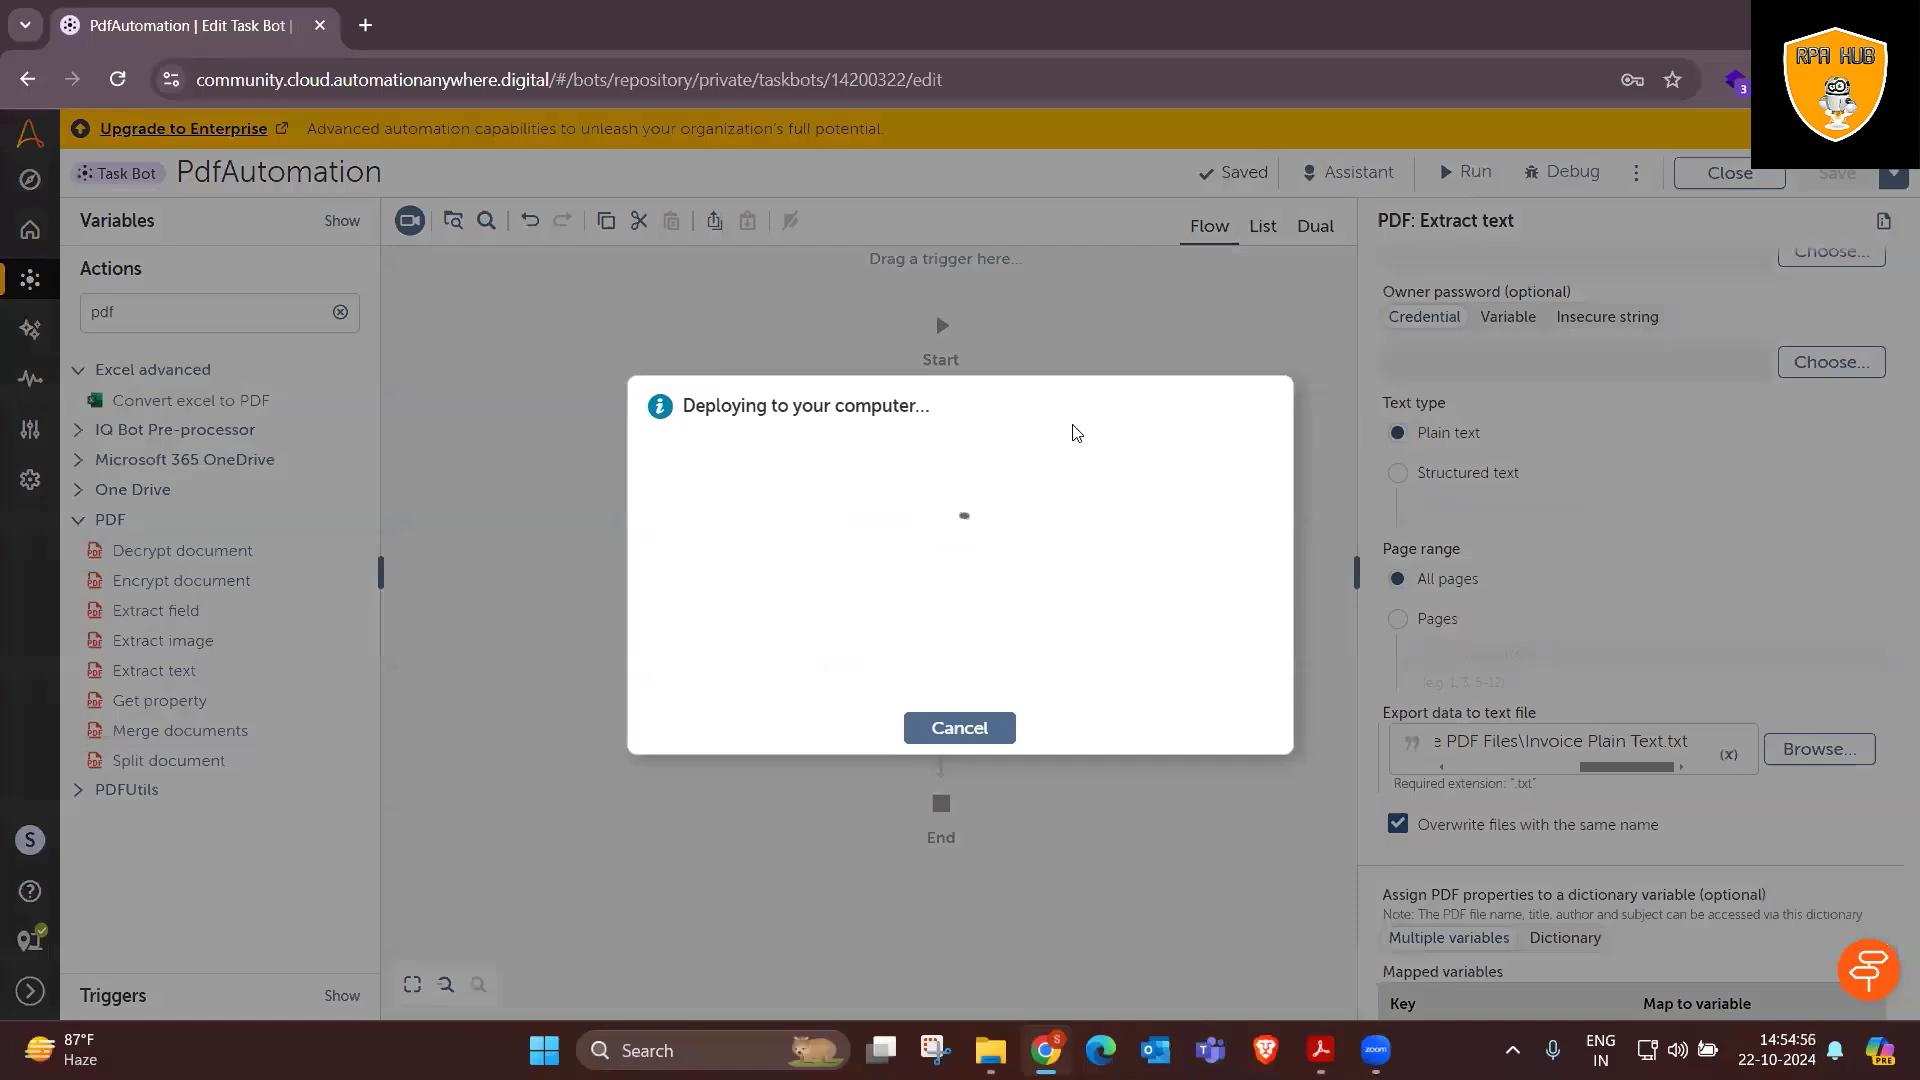 PdfAutomation | Edit Task Bot |
community.cloud.automationanywhere.digital/#/bots/repository/private/taskbots/14200322/edit
3
RPA HUB
Upgrade to Enterprise
Advanced automation capabilities to unleash your organization's full potential.
Task Bot
PdfAutomation
Saved
Assistant
Run
Debug
Close
Save
Variables
Show
Flow
List
Dual
PDF: Extract text
Actions
pdf
Drag a trigger here...
Start
Choose...
Owner password (optional)
Credential
Variable
Insecure string
Choose...
Excel advanced
Convert excel to PDF
IQ Bot Pre-processor
Microsoft 365 OneDrive
One Drive
PDF
Decrypt document
Encrypt document
Extract field
Extract image
Extract text
Get property
Merge documents
Split document
PDFUtils
Deploying to your computer...
Cancel
End
Text type
Plain text
Structured text
Page range
All pages
Pages
(e.g. 1, 3, 5-12)
Export data to text file
e PDF Files\Invoice Plain Text.txt
(x)
Browse...
Required extension: ".txt"
Overwrite files with the same name
Assign PDF properties to a dictionary variable (optional)
Note: The PDF file name, title, author and subject can be accessed via this dictionary
Multiple variables
Dictionary
Mapped variables
Key
Map to variable
S
Triggers
Show
87°F
Haze
Search
S
zoom
ENG
IN
14:54:56
22-10-2024
PRE